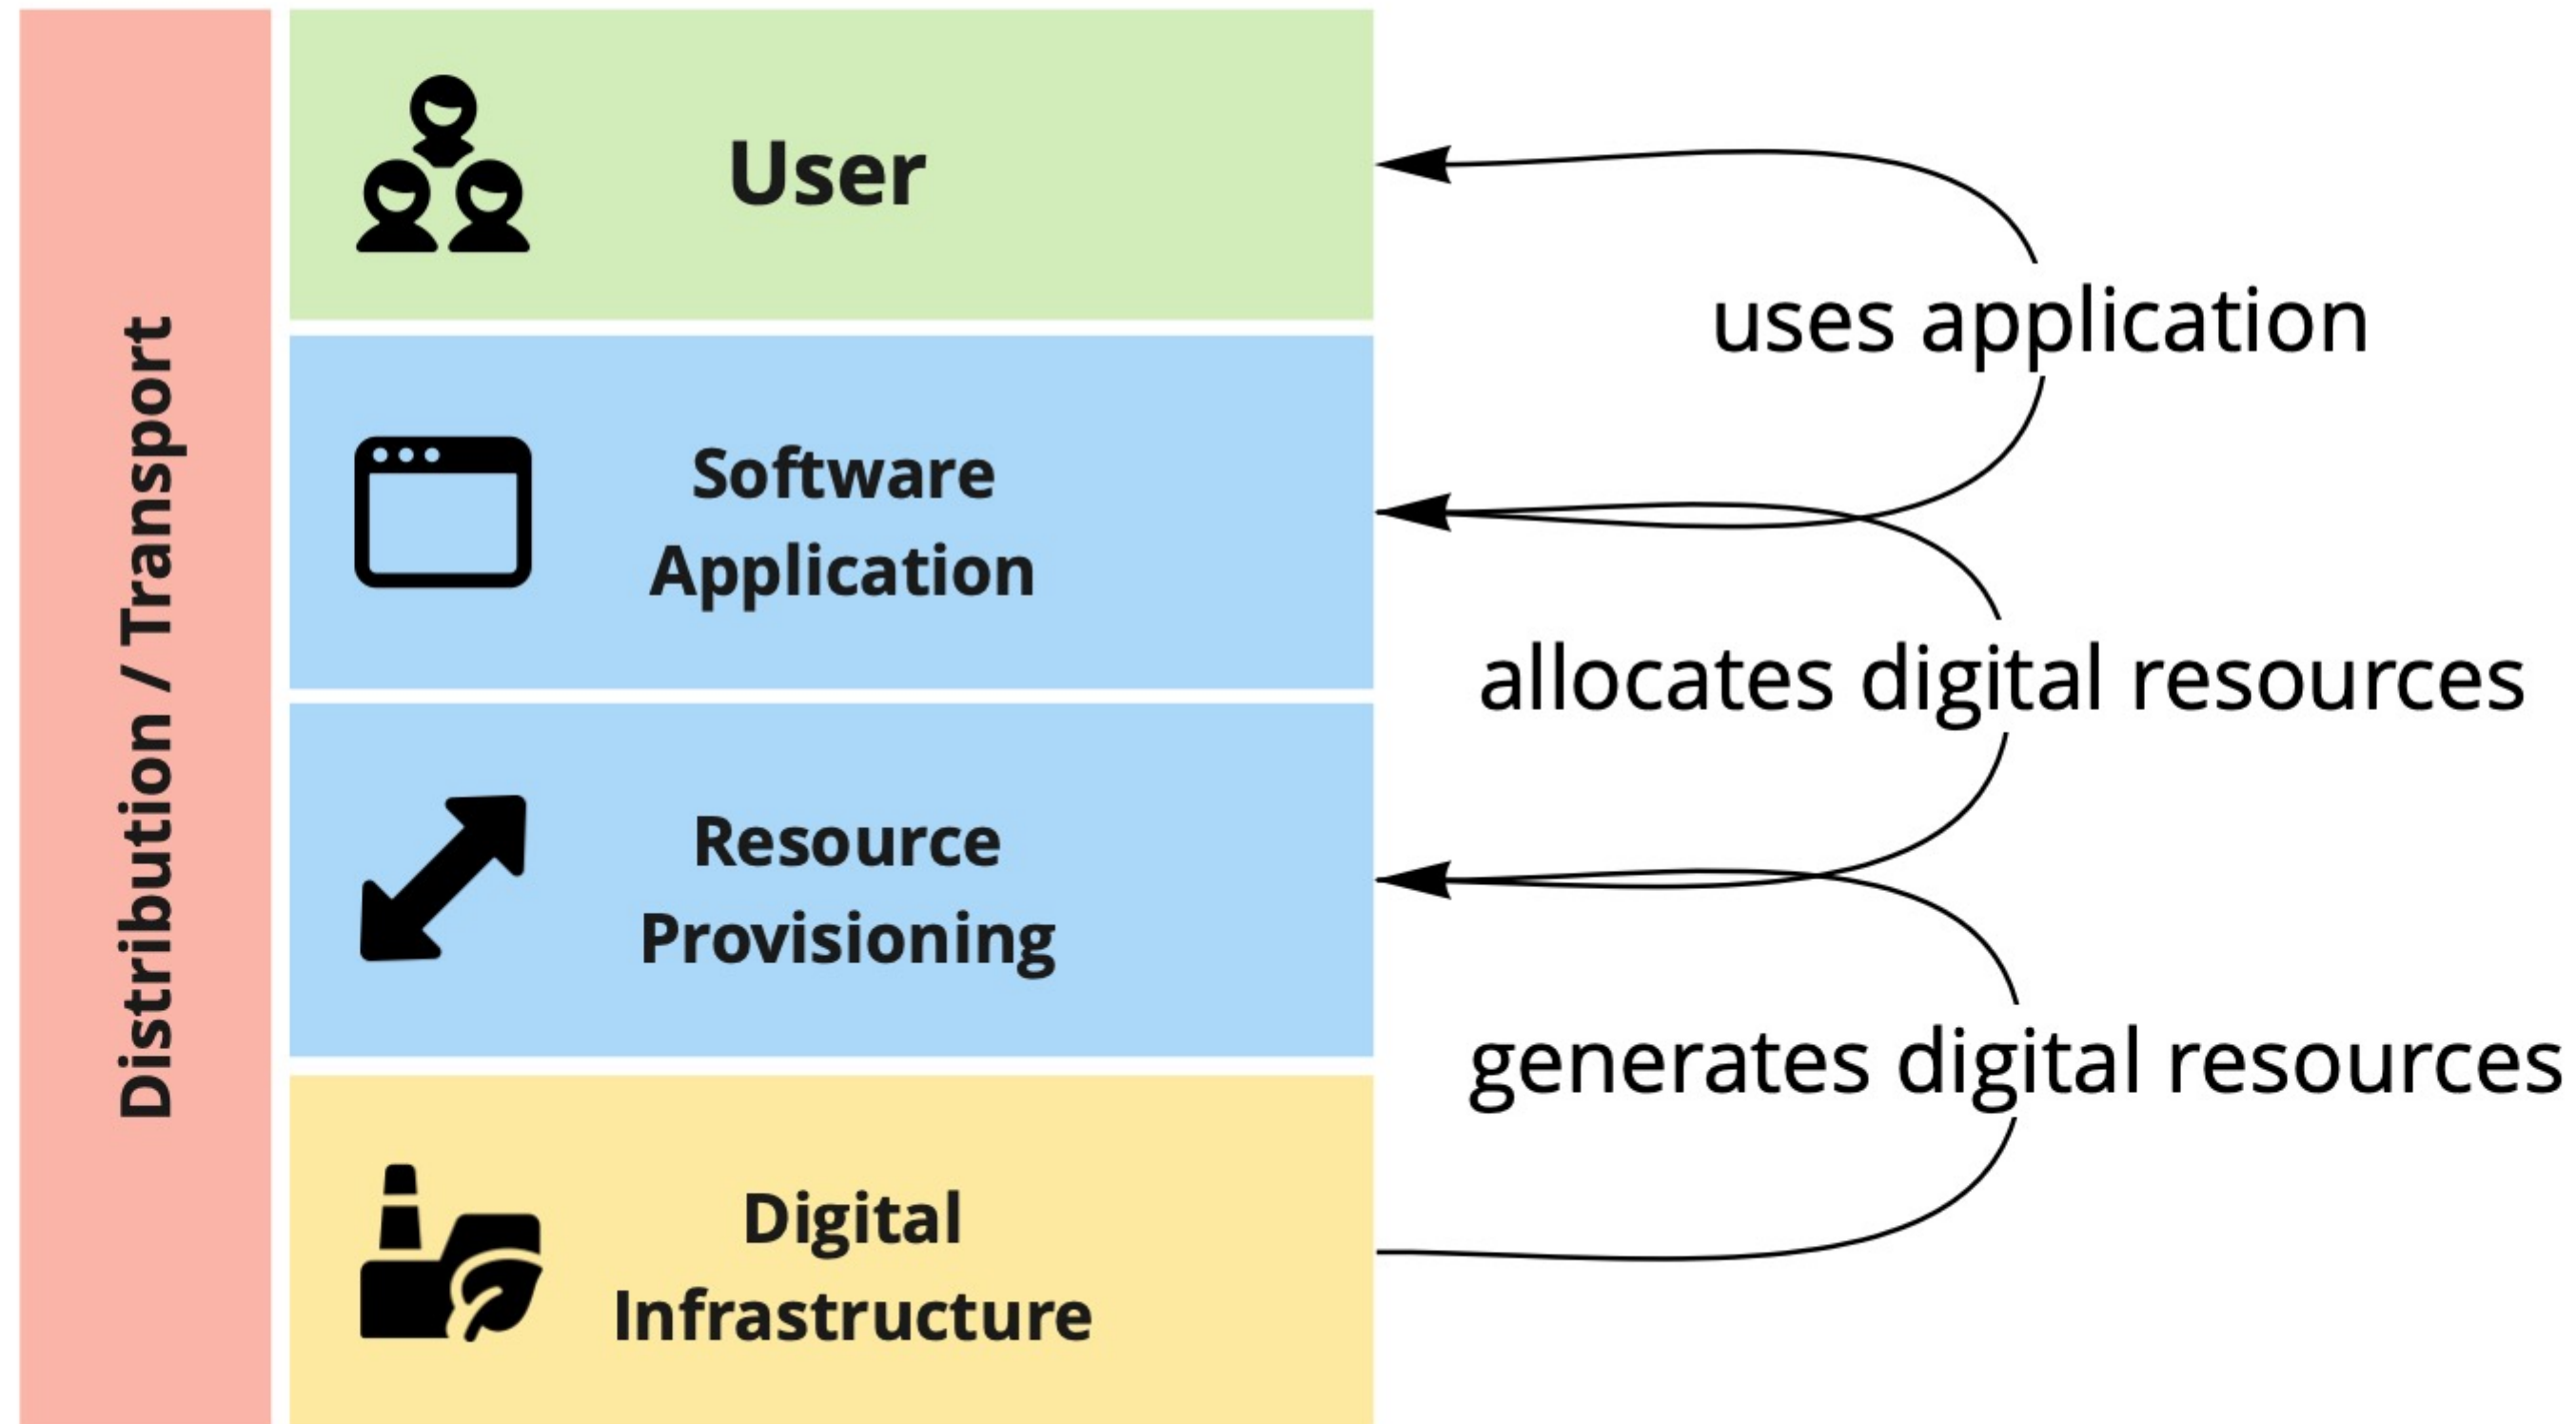 Distribution / Transport
User
uses application
Software
Application
allocates digital resources
Resource
Provisioning
generates digital resources
Digital
Infrastructure